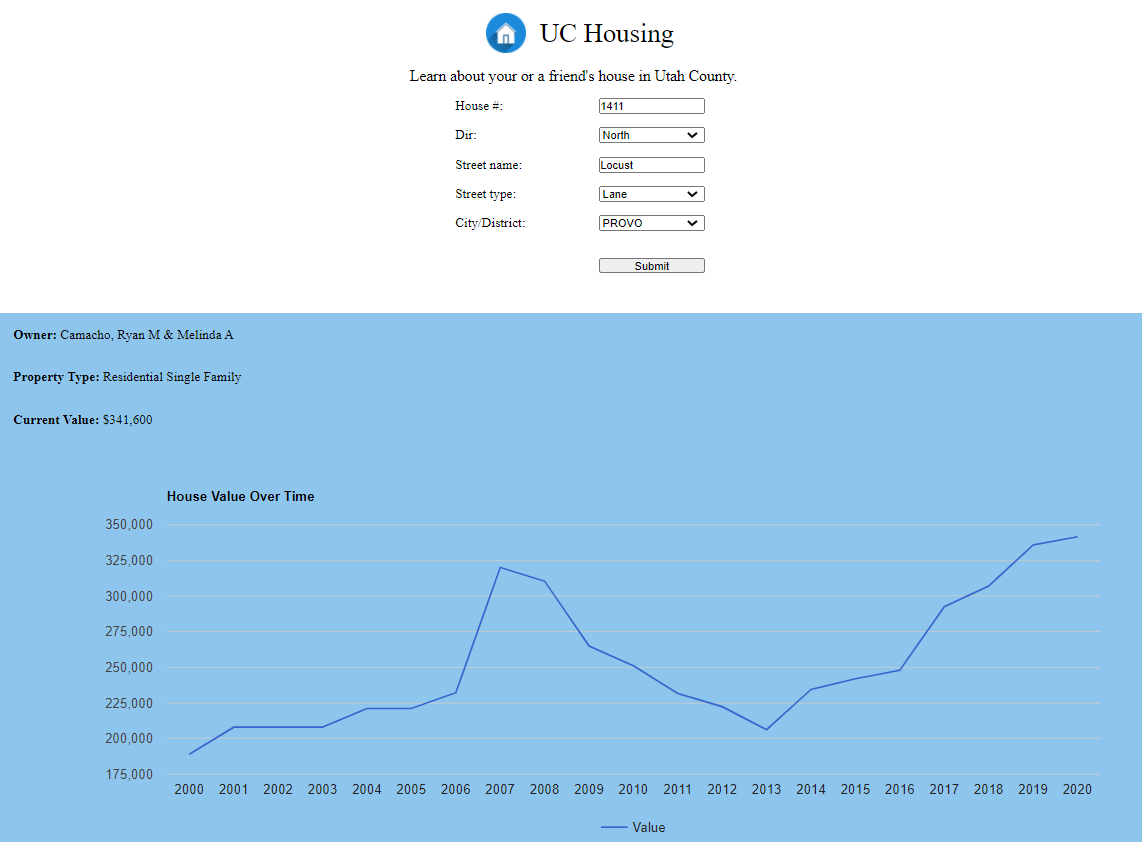 UC Housing
Learn about your or a friend's house in Utah County.
House #: 1411
Dir: North
Street name: Locust
Street type: Lane
City/District: PROVO
Submit
Owner: Camacho, Ryan M & Melinda A
Property Type: Residential Single Family
Current Value: $341,600
House Value Over Time
350,000
325,000
300,000
275,000
250,000
225,000
200,000
175,000
2000 2001 2002 2003 2004 2005 2006 2007 2008 2009 2010 2011 2012 2013 2014 2015 2016 2017 2018 2019 2020
Value